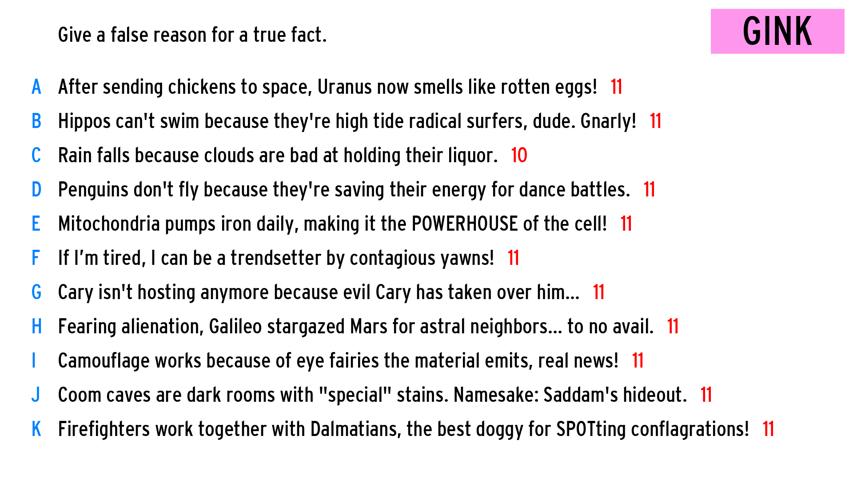 Give a false reason for a true fact.
GINK
A After sending chickens to space, Uranus now smells like rotten eggs! 11
B Hippos can't swim because they're high tide radical surfers, dude. Gnarly! 11
C Rain falls because clouds are bad at holding their liquor. 10
D Penguins don't fly because they're saving their energy for dance battles. 11
E Mitochondria pumps iron daily, making it the POWERHOUSE of the cell! 11
F If I’m tired, I can be a trendsetter by contagious yawns! 11
G Cary isn't hosting anymore because evil Cary has taken over him... 11
H Fearing alienation, Galileo stargazed Mars for astral neighbors... to no avail. 11
I Camouflage works because of eye fairies the material emits, real news! 11
J Coom caves are dark rooms with "special" stains. Namesake: Saddam's hideout. 11
K Firefighters work together with Dalmatians, the best doggy for SPOTting conflagrations! 11